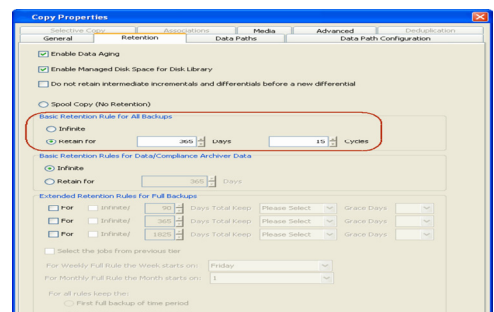 Copy Properties
Selective Copy Associations Media Advanced Deduplication
General Retention Data Paths Data Path Configuration
Enable Data Aging
Enable Managed Disk Space for Disk Library
Do not retain intermediate incrementals and differentials before a new differential
Spool Copy (No Retention)
Basic Retention Rule for All Backups
Infinite
Retain for 365 Days 15 Cycles
Basic Retention Rules for Data/Compliance Archiver Data
Infinite
Retain for 365 Days
Extended Retention Rules for Full Backups
For Infinite/ 90 Days Total Keep Please Select Grace Days
For Infinite/ 365 Days Total Keep Please Select Grace Days
For Infinite/ 1825 Days Total Keep Please Select Grace Days
Select the jobs from previous tier
For Weekly Full Rule the Week starts on: Friday
For Monthly Full Rule the Month starts on: 1
For all rules keep the:
First full backup of time period